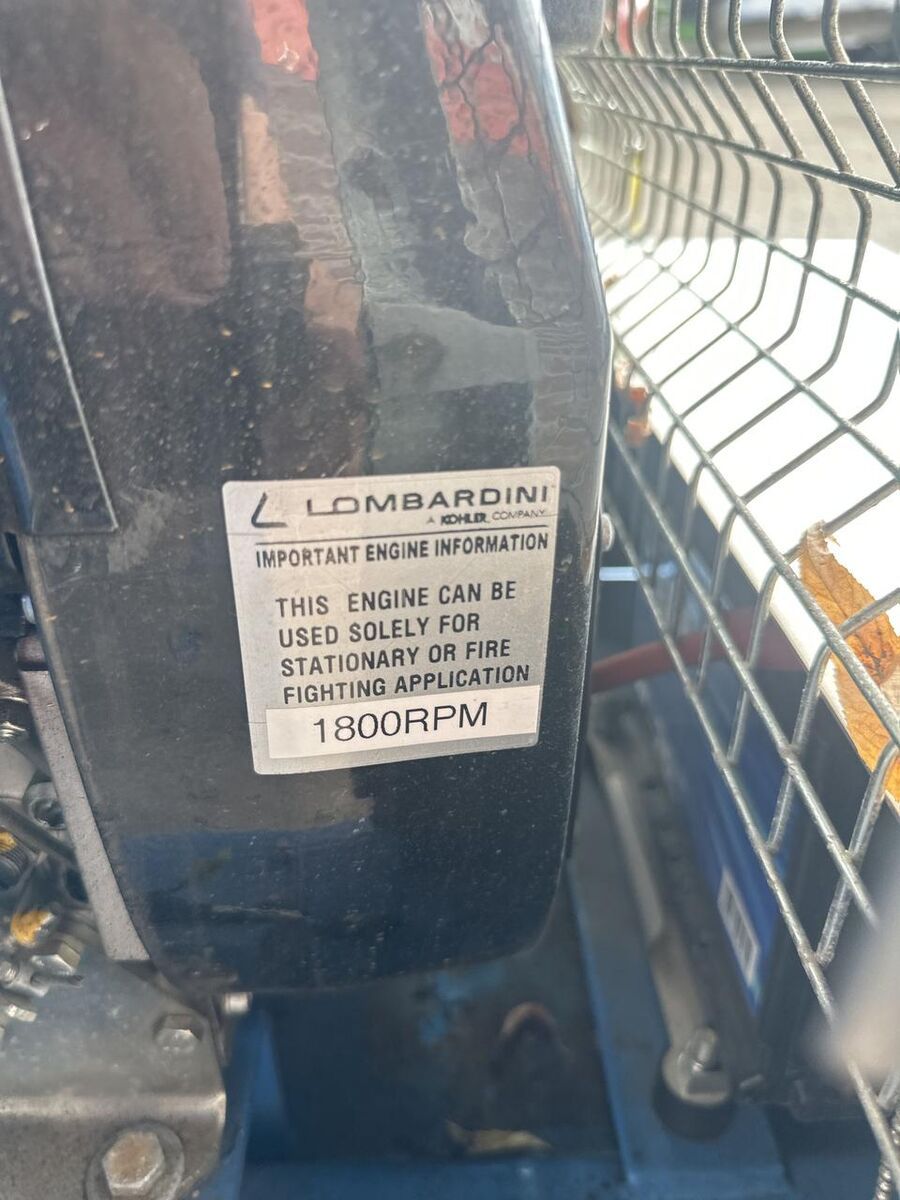 LOMBARDINI
A KOHLER COMPANY
IMPORTANT ENGINE INFORMATION
THIS ENGINE CAN BE
USED SOLELY FOR
STATIONARY OR FIRE
FIGHTING APPLICATION
1800RPM